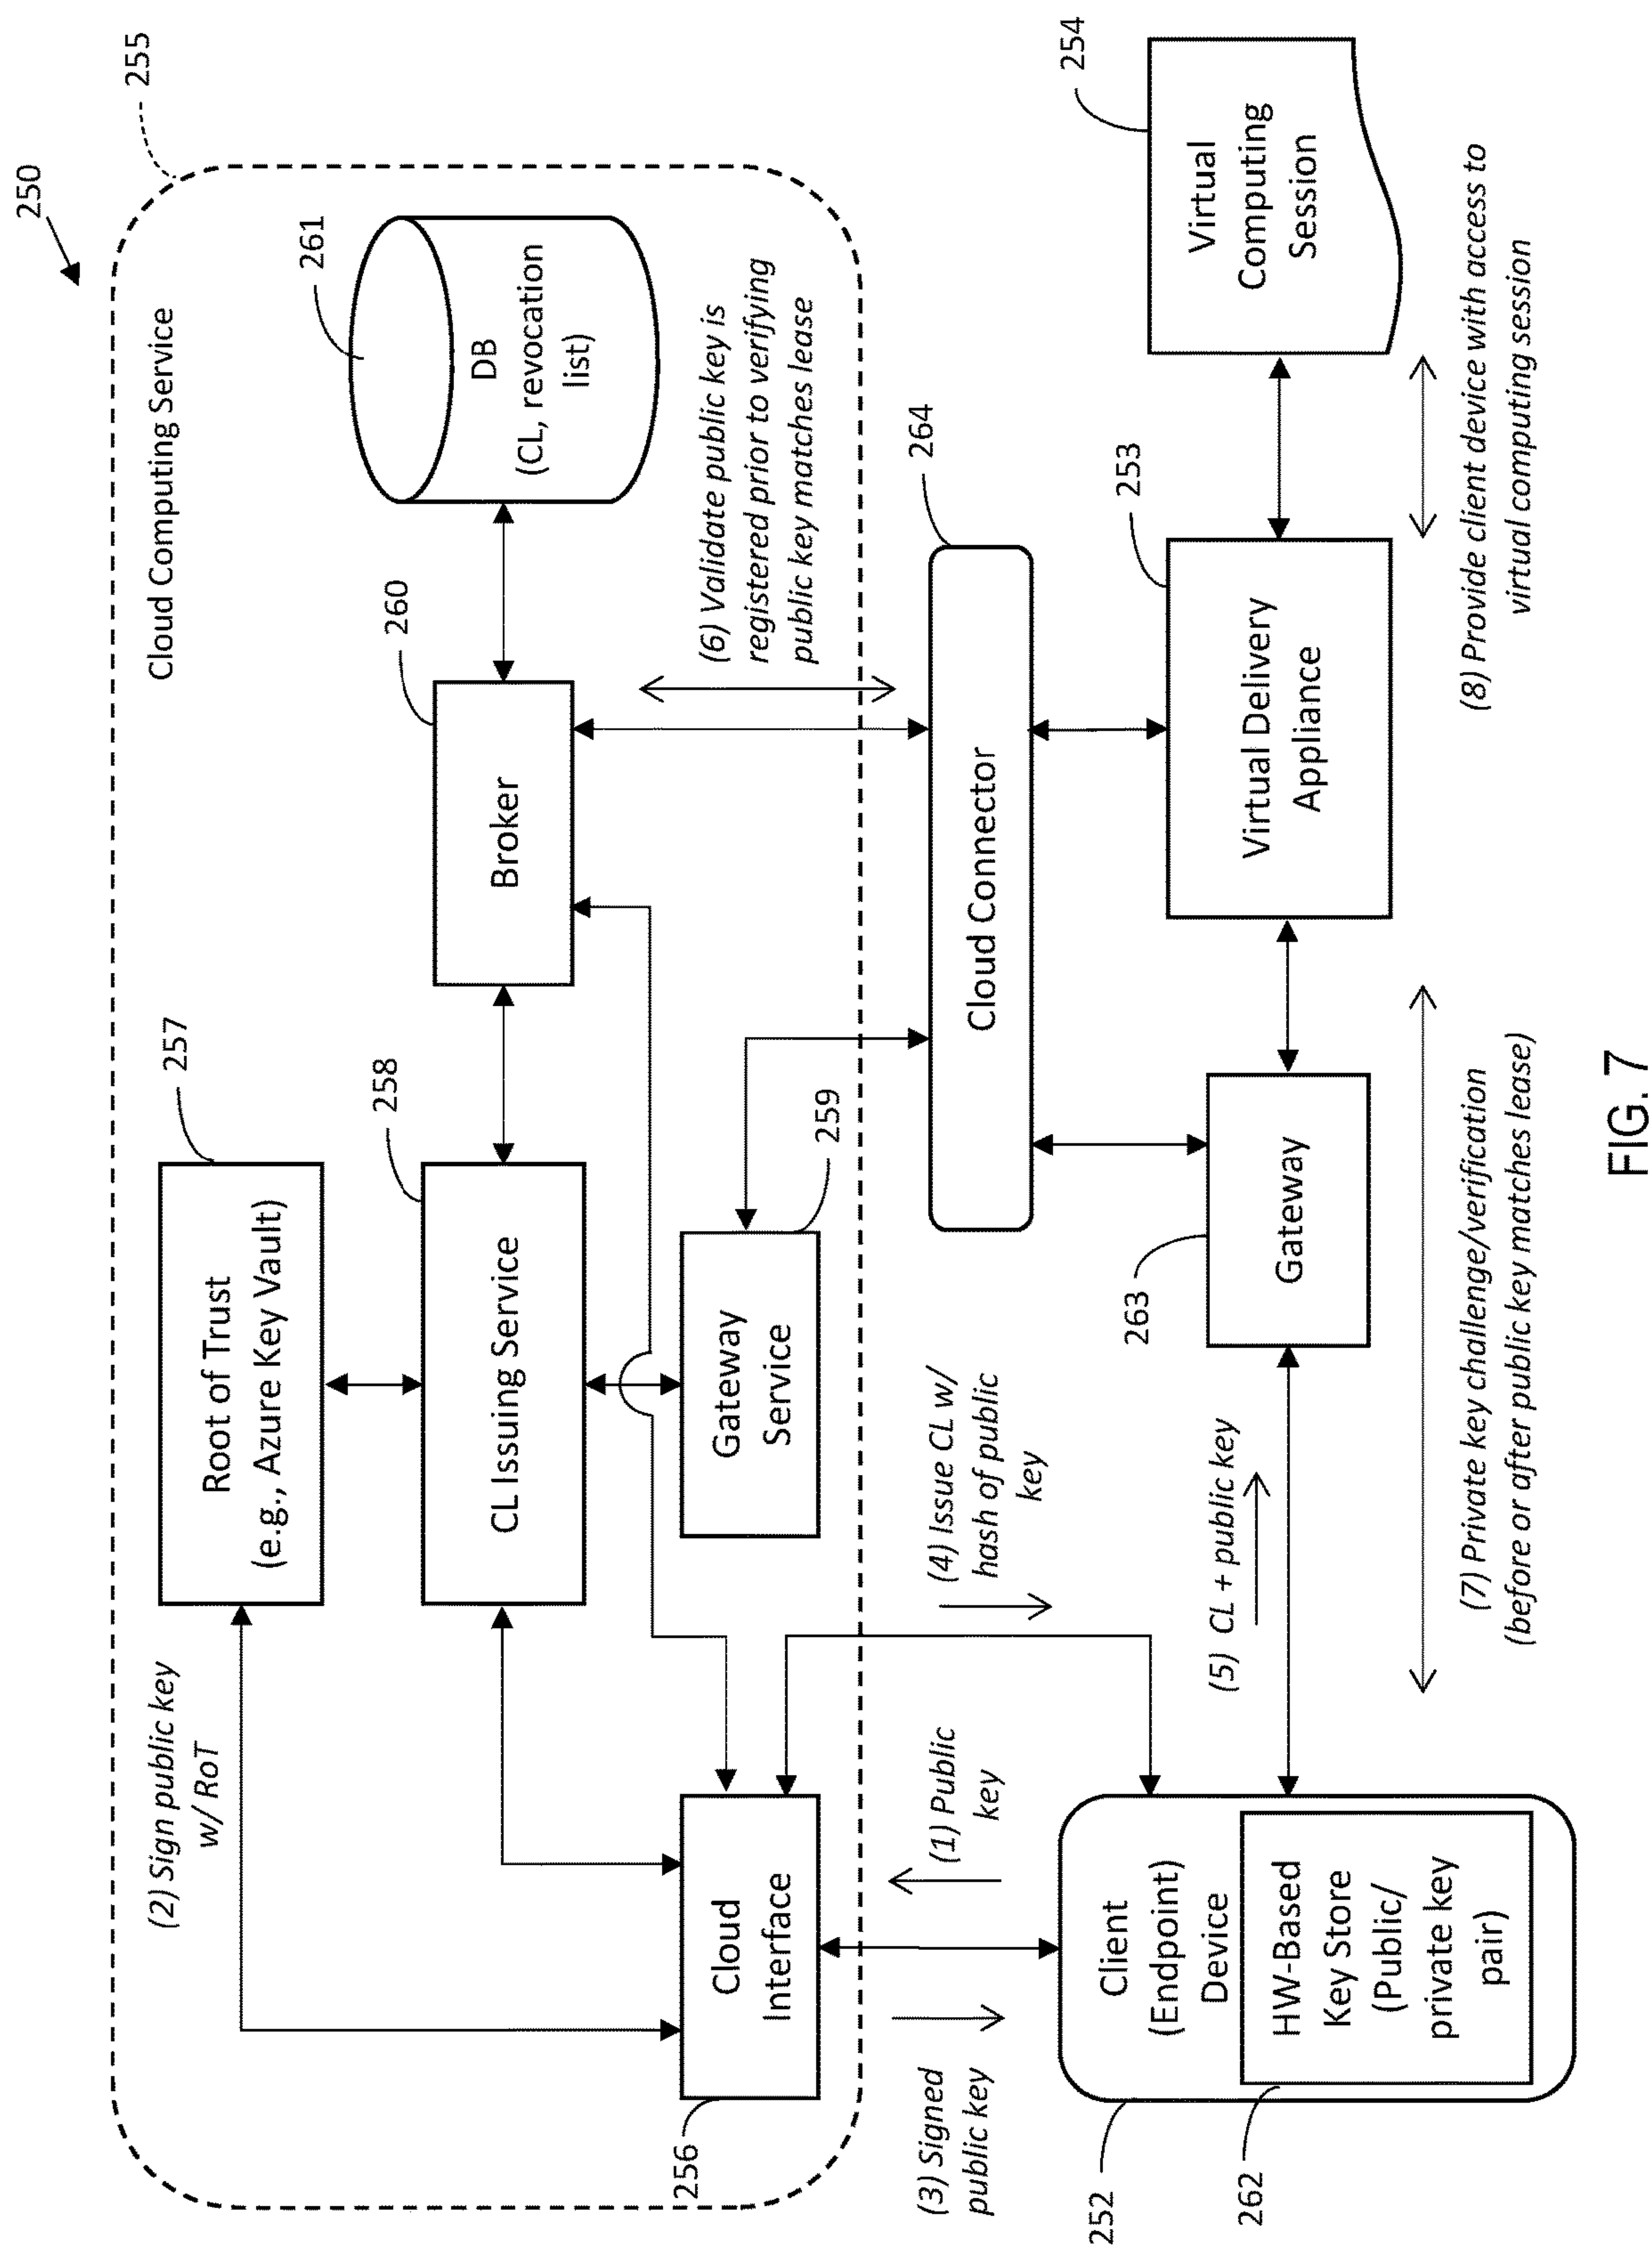 250
255
Cloud Computing Service
(2) Sign public key
w/ RoT
257
Root of Trust
(e.g., Azure Key Vault)
258
CL Issuing Service
260
Broker
261
DB
(CL, revocation
list)
256
Cloud
Interface
Gateway
Service
259
(6) Validate public key is
registered prior to verifying
public key matches lease
(3) Signed
public key
(1) Public
key
(4) Issue CL w/
hash of public
key
264
Cloud Connector
252
Client
(Endpoint)
Device
262
HW-Based
Key Store
(Public/
private key
pair)
(5) CL + public key
263
Gateway
253
Virtual Delivery
Appliance
254
Virtual
Computing
Session
(7) Private key challenge/verification
(before or after public key matches lease)
(8) Provide client device with access to
virtual computing session
FIG. 7